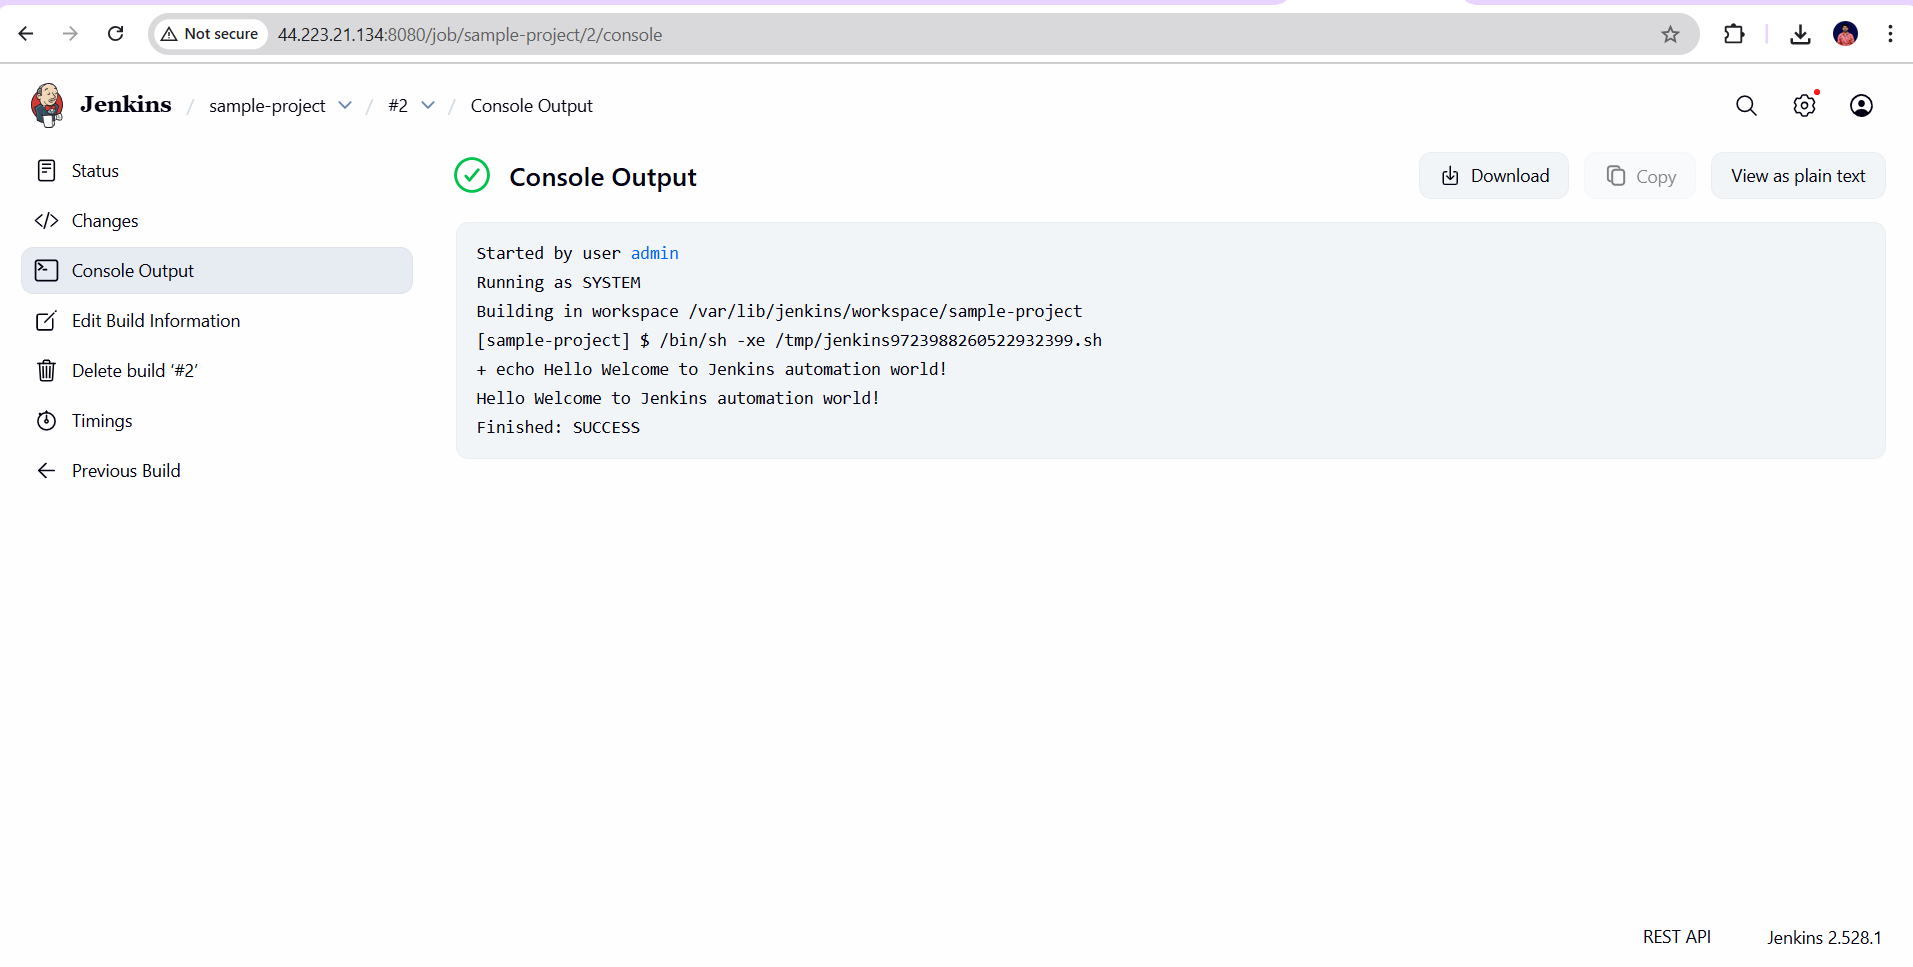 Not secure 44.223.21.134:8080/job/sample-project/2/console
Jenkins / sample-project / #2 / Console Output
Status
Changes
Console Output
Edit Build Information
Delete build ‘#2’
Timings
Previous Build
Console Output
Download
Copy
View as plain text
Started by user admin
Running as SYSTEM
Building in workspace /var/lib/jenkins/workspace/sample-project
[sample-project] $ /bin/sh -xe /tmp/jenkins9723988260522932399.sh
+ echo Hello Welcome to Jenkins automation world!
Hello Welcome to Jenkins automation world!
Finished: SUCCESS
REST API
Jenkins 2.528.1